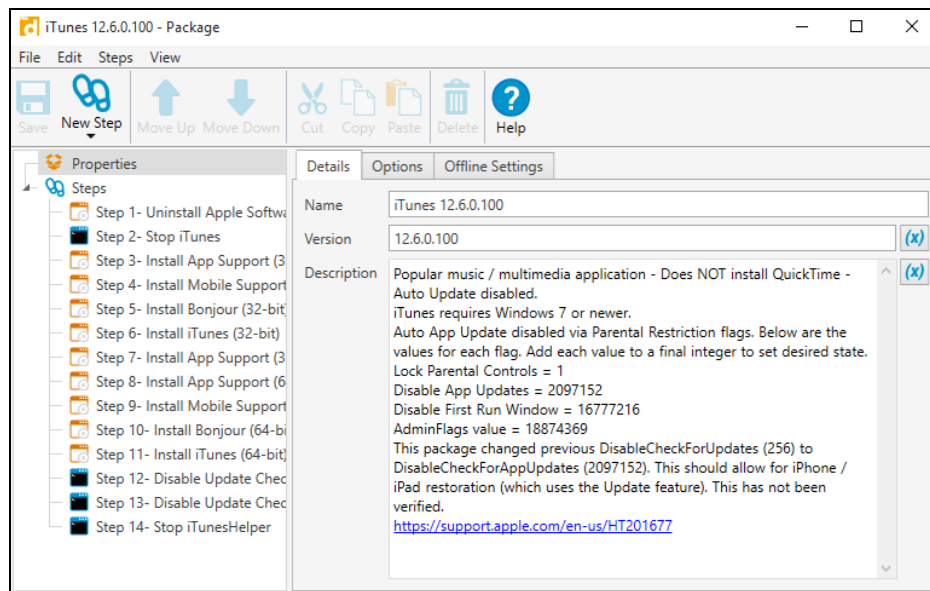 iTunes 12.6.0.100 - Package
File Edit Steps View
Save New Step Move Up Move Down Cut Copy Paste Delete Help
Properties
Steps
Step 1- Uninstall Apple Softwa
Step 2- Stop iTunes
Step 3- Install App Support (3
Step 4- Install Mobile Support
Step 5- Install Bonjour (32-bit)
Step 6- Install iTunes (32-bit)
Step 7- Install App Support (3
Step 8- Install App Support (6
Step 9- Install Mobile Support
Step 10- Install Bonjour (64-bi
Step 11- Install iTunes (64-bit)
Step 12- Disable Update Chec
Step 13- Disable Update Chec
Step 14- Stop iTunesHelper
Details Options Offline Settings
Name iTunes 12.6.0.100
Version 12.6.0.100 (x)
Description (x)
Popular music / multimedia application - Does NOT install QuickTime -
Auto Update disabled.
iTunes requires Windows 7 or newer.
Auto App Update disabled via Parental Restriction flags. Below are the
values for each flag. Add each value to a final integer to set desired state.
Lock Parental Controls = 1
Disable App Updates = 2097152
Disable First Run Window = 16777216
AdminFlags value = 18874369
This package changed previous DisableCheckForUpdates (256) to
DisableCheckForAppUpdates (2097152). This should allow for iPhone /
iPad restoration (which uses the Update feature). This has not been
verified.
https://support.apple.com/en-us/HT201677